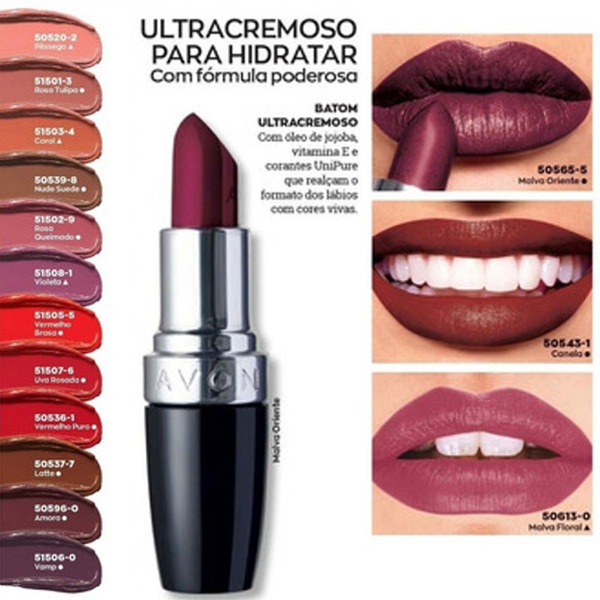 ULTRACREMOSO
PARA HIDRATAR
Com fórmula poderosa
BATOM
ULTRACREMOSO
Com óleo de jojoba,
vitamina E e
corantes UniPure
que realçam o
formato dos lábios
com cores vivas.
50520-2
Pêssego ▲
51501-3
Rosa Tulipa ●
51503-4
Coral ▲
50539-8
Nude Suede ●
51502-9
Rosa
Queimado ●
51508-1
Violeta ▲
51505-5
Vermelho
Brasa ●
51507-6
Uva Rosada ●
50536-1
Vermelho Puro ●
50537-7
Latte ●
50596-0
Amora ●
51506-0
Vamp ●
AVON
Malva Oriente
50565-5
Malva Oriente ●
50543-1
Canela ●
50613-0
Malva Floral ▲